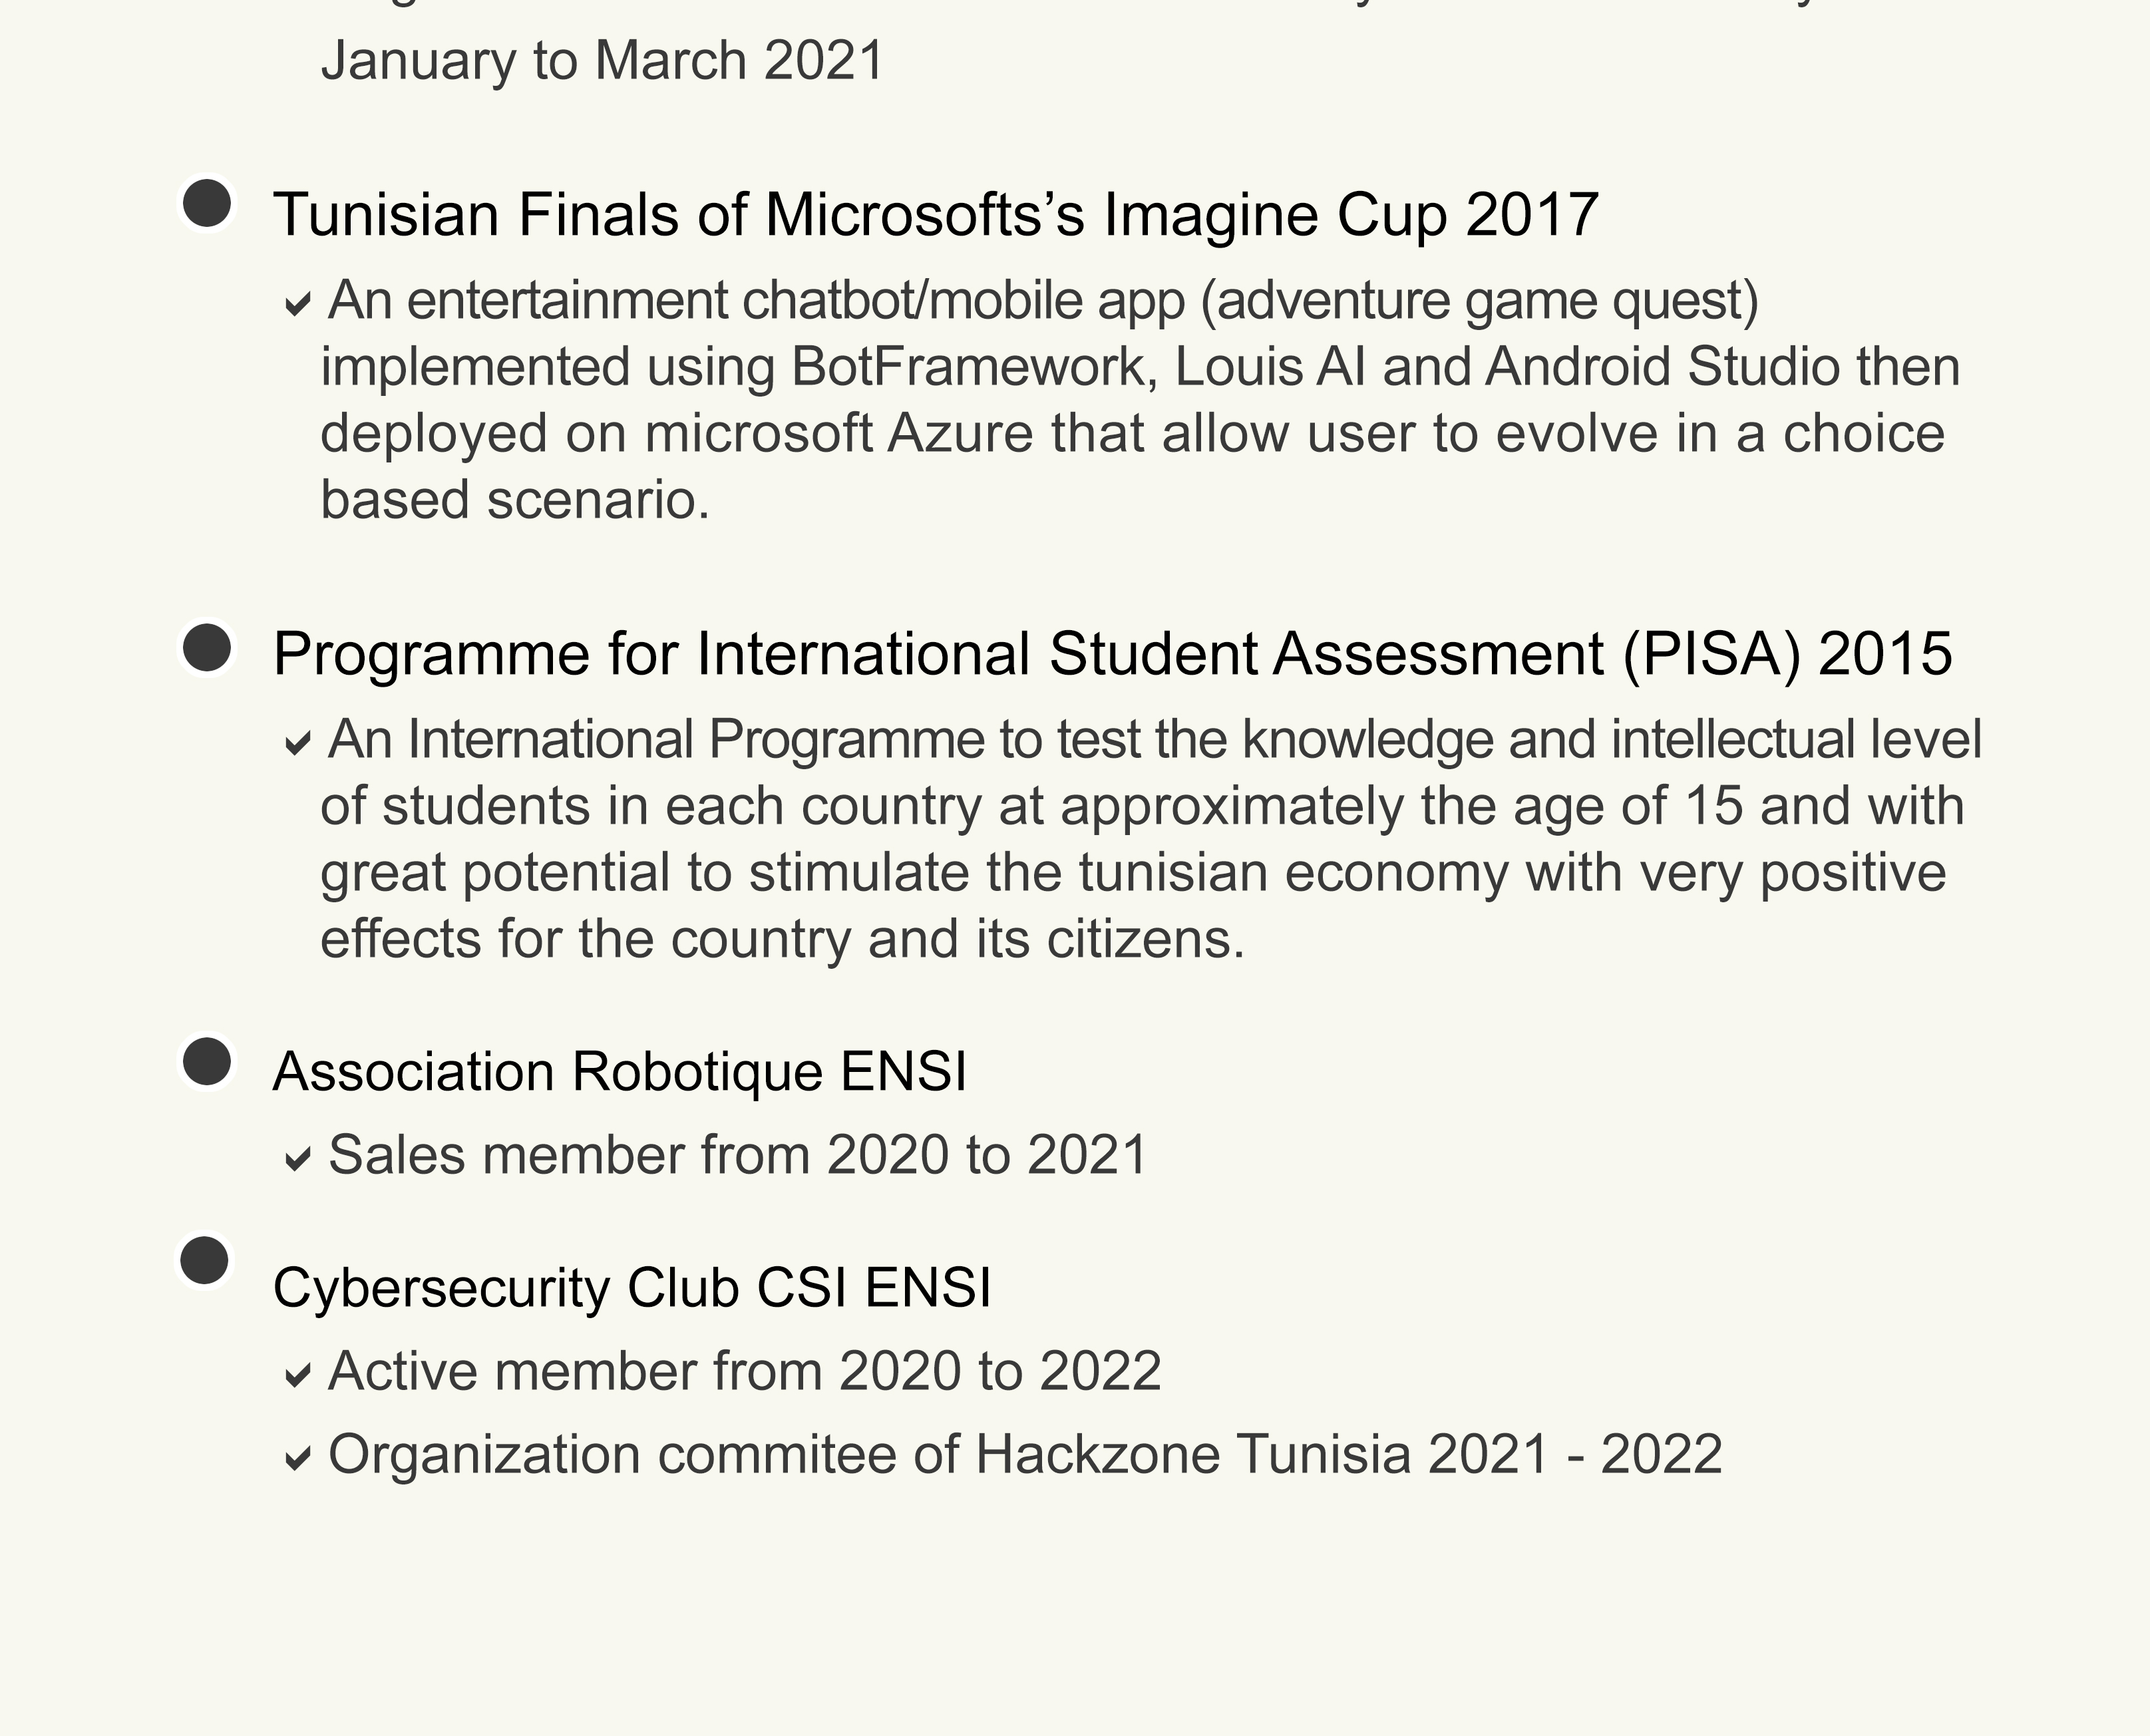 January to March 2021
Tunisian Finals of Microsofts’s Imagine Cup 2017
An entertainment chatbot/mobile app (adventure game quest)
implemented using BotFramework, Louis AI and Android Studio then
deployed on microsoft Azure that allow user to evolve in a choice
based scenario.
Programme for International Student Assessment (PISA) 2015
An International Programme to test the knowledge and intellectual level
of students in each country at approximately the age of 15 and with
great potential to stimulate the tunisian economy with very positive
effects for the country and its citizens.
Association Robotique ENSI
Sales member from 2020 to 2021
Cybersecurity Club CSI ENSI
Active member from 2020 to 2022
Organization commitee of Hackzone Tunisia 2021 - 2022